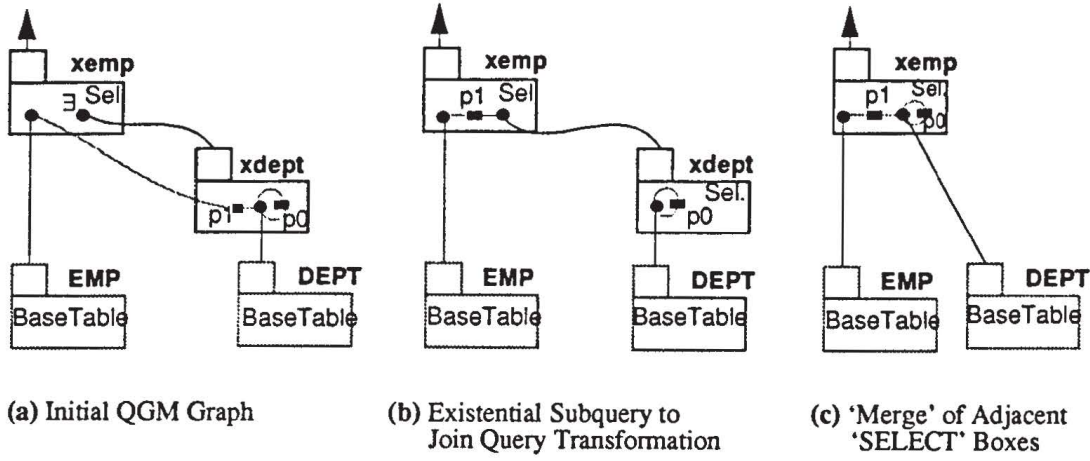 xemp
∃ Sel
xdept
p1
p0
EMP
BaseTable
DEPT
BaseTable
(a) Initial QGM Graph
xemp
p1 Sel
xdept
Sel.
p0
EMP
BaseTable
DEPT
BaseTable
(b) Existential Subquery to
Join Query Transformation
xemp
Sel.
p1
p0
EMP
BaseTable
DEPT
BaseTable
(c) ‘Merge’ of Adjacent
‘SELECT’ Boxes